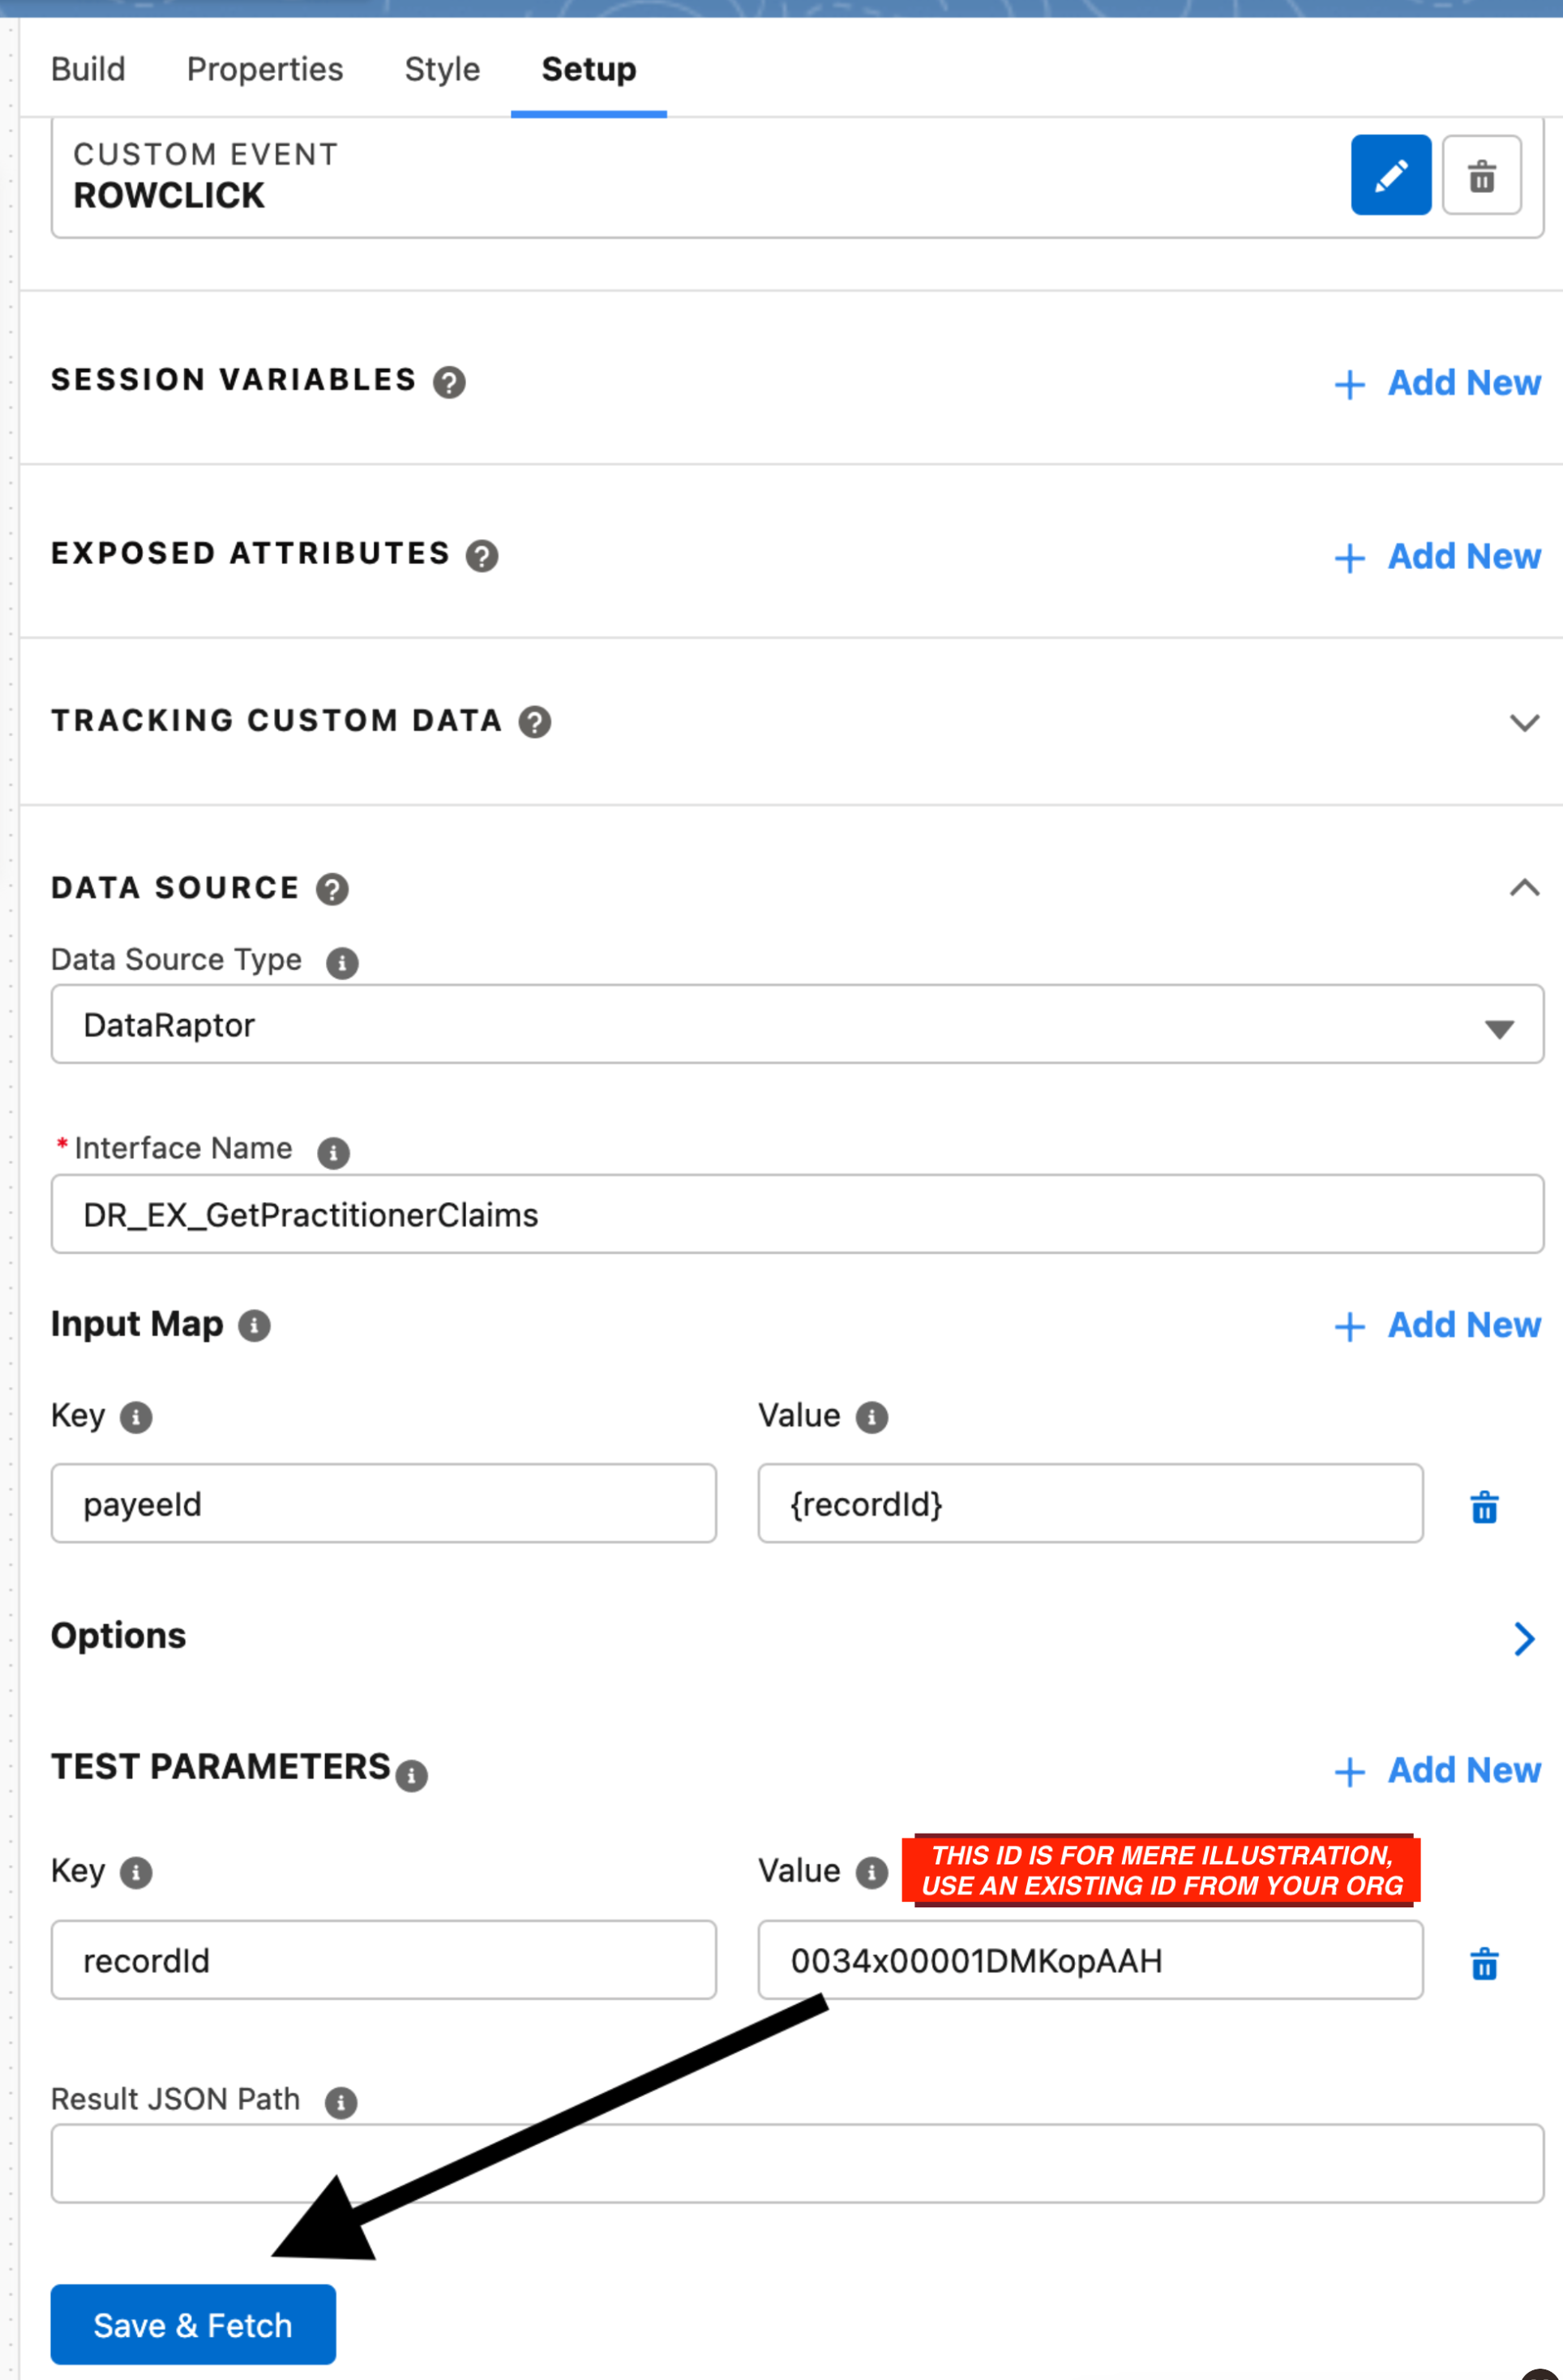 Build Properties Style Setup
CUSTOM EVENT
ROWCLICK
SESSION VARIABLES ? + Add New
EXPOSED ATTRIBUTES ? + Add New
TRACKING CUSTOM DATA ?
DATA SOURCE ?
Data Source Type i
DataRaptor
* Interface Name i
DR_EX_GetPractitionerClaims
Input Map i + Add New
Key i Value i
payeeId {recordId}
Options
TEST PARAMETERS i + Add New
THIS ID IS FOR MERE ILLUSTRATION,
USE AN EXISTING ID FROM YOUR ORG
Key i Value i
recordId 0034x00001DMKopAAH
Result JSON Path i
Save & Fetch